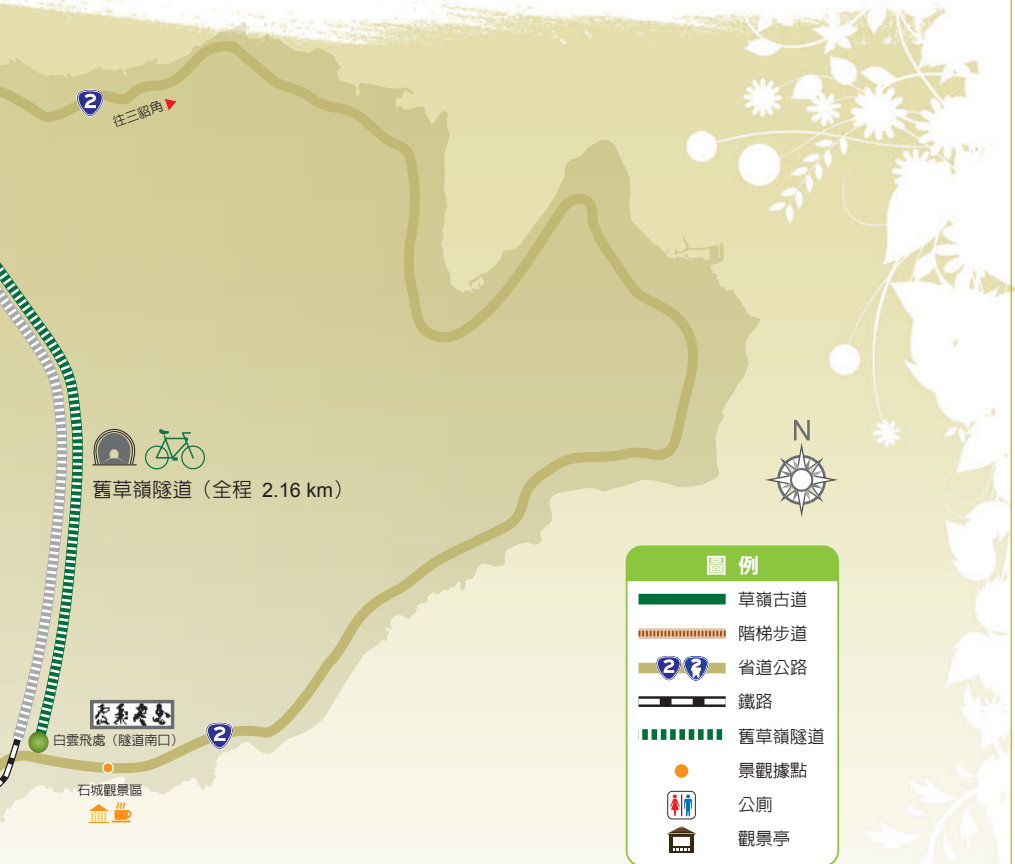 2
往三貂角
N
舊草嶺隧道（全程 2.16 km）
白雲飛處（隧道南口）
2
石城觀景區
圖 例
草嶺古道
階梯步道
2 2 省道公路
鐵路
舊草嶺隧道
景觀據點
公廁
觀景亭